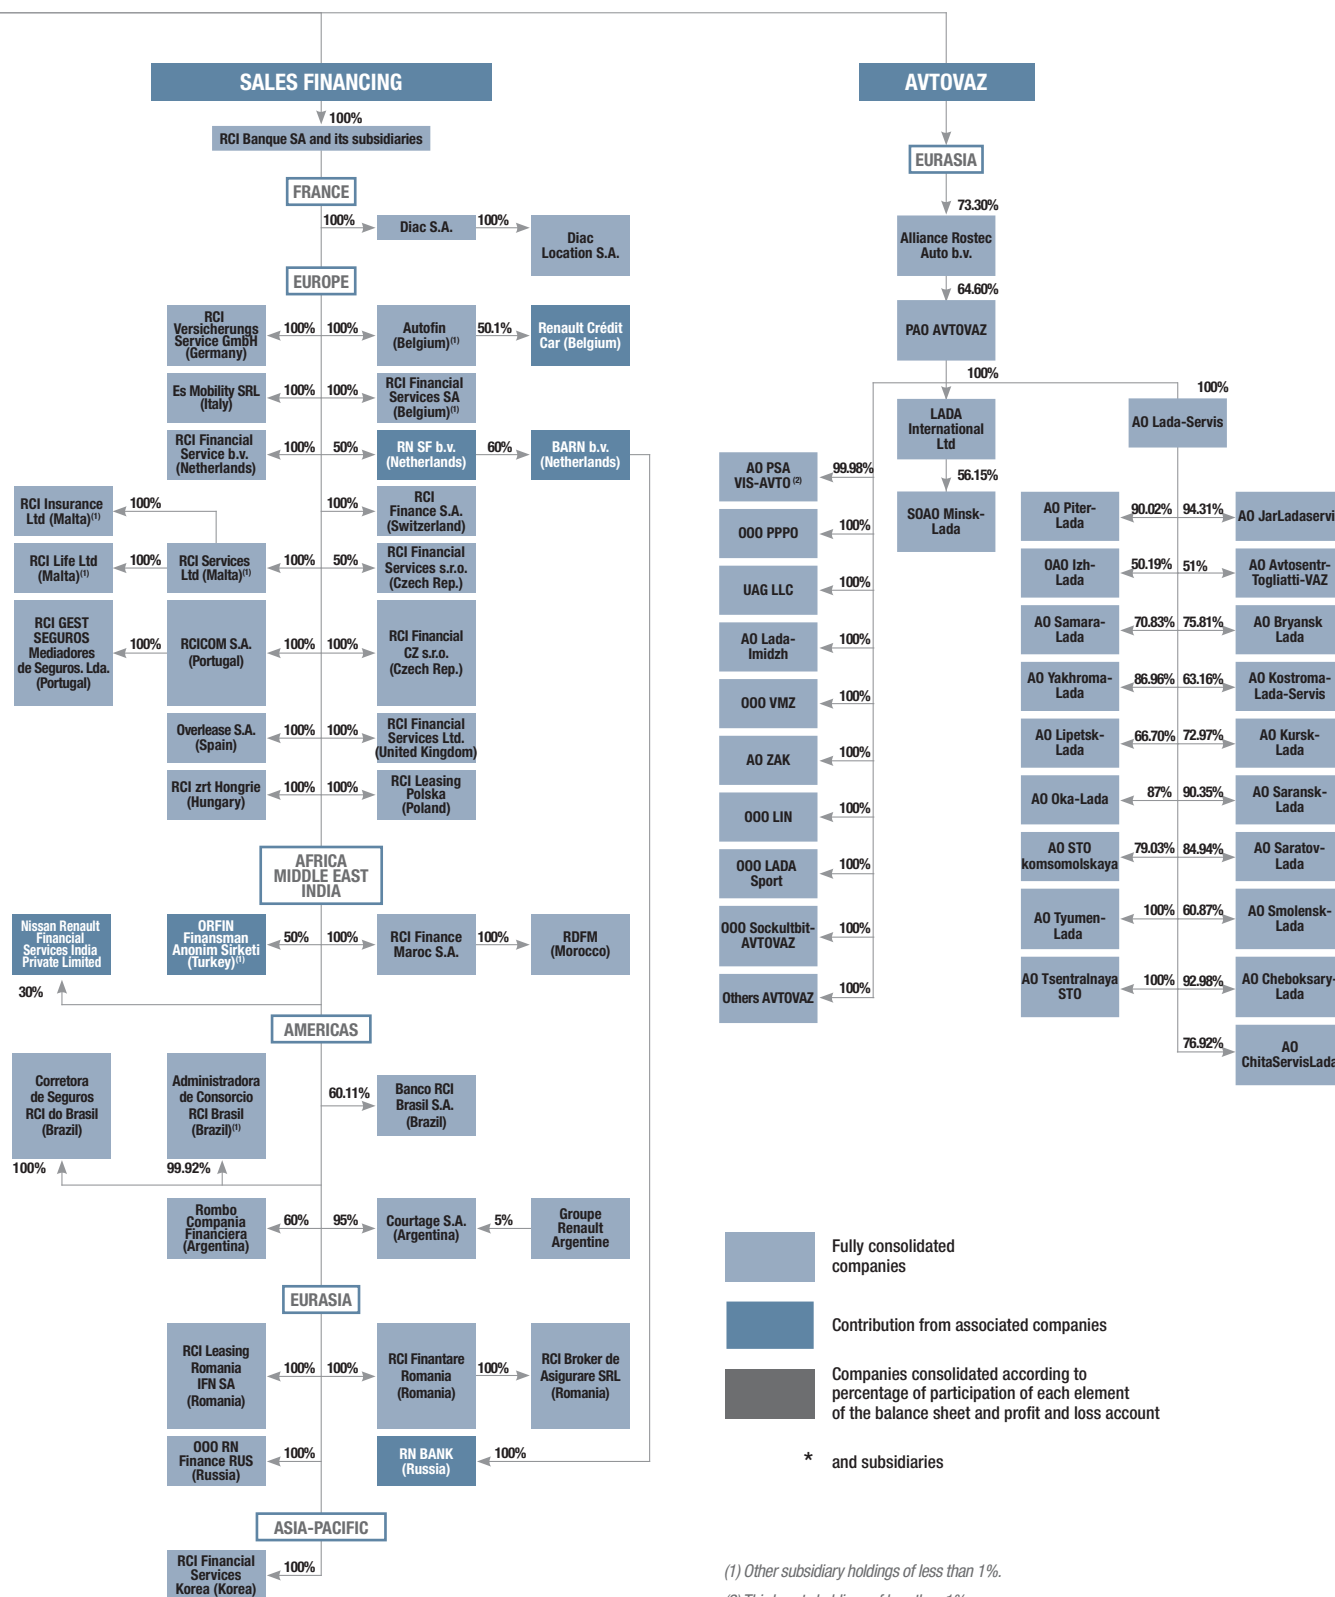 SALES FINANCING
100%
RCI Banque SA and its subsidiaries
FRANCE
100%
Diac S.A.
100%
Diac
Location S.A.
EUROPE
RCI
Versicherungs
Service GmbH
(Germany)
100%
100%
Autofin
(Belgium)(1)
50.1%
Renault Crédit
Car (Belgium)
Es Mobility SRL
(Italy)
100%
100%
RCI Financial
Services SA
(Belgium)(1)
RCI Financial
Service b.v.
(Netherlands)
100%
50%
RN SF b.v.
(Netherlands)
60%
BARN b.v.
(Netherlands)
RCI Insurance
Ltd (Malta)(1)
100%
100%
RCI
Finance S.A.
(Switzerland)
RCI Life Ltd
(Malta)(1)
100%
RCI Services
Ltd (Malta)(1)
100%
50%
RCI Financial
Services s.r.o.
(Czech Rep.)
RCI GEST
SEGUROS
Mediadores
de Seguros. Lda.
(Portugal)
100%
RCICOM S.A.
(Portugal)
100%
100%
RCI Financial
CZ s.r.o.
(Czech Rep.)
Overlease S.A.
(Spain)
100%
100%
RCI Financial
Services Ltd.
(United Kingdom)
RCI zrt Hongrie
(Hungary)
100%
100%
RCI Leasing
Polska
(Poland)
AFRICA
MIDDLE EAST
INDIA
Nissan Renault
Financial
Services India
Private Limited
30%
ORFIN
Finansman
Anonim Sirketi
(Turkey)(1)
50%
100%
RCI Finance
Maroc S.A.
100%
RDFM
(Morocco)
AMERICAS
Corretora
de Seguros
RCI do Brasil
(Brazil)
100%
Administradora
de Consorcio
RCI Brasil
(Brazil)(1)
99.92%
60.11%
Banco RCI
Brasil S.A.
(Brazil)
Rombo
Compania
Financiera
(Argentina)
60%
95%
Courtage S.A.
(Argentina)
5%
Groupe
Renault
Argentine
EURASIA
RCI Leasing
Romania
IFN SA
(Romania)
100%
100%
RCI Finantare
Romania
(Romania)
100%
RCI Broker de
Asigurare SRL
(Romania)
OOO RN
Finance RUS
(Russia)
100%
RN BANK
(Russia)
100%
ASIA-PACIFIC
RCI Financial
Services
Korea (Korea)
100%
AVTOVAZ
EURASIA
73.30%
Alliance Rostec
Auto b.v.
64.60%
PAO AVTOVAZ
100%
100%
LADA
International
Ltd
AO Lada-Servis
56.15%
SOAO Minsk-
Lada
AO PSA
VIS-AVTO (2)
99.98%
OOO PPPO
100%
UAG LLC
100%
AO Lada-
Imidzh
100%
OOO VMZ
100%
AO ZAK
100%
OOO LIN
100%
OOO LADA
Sport
100%
OOO Sockultbit-
AVTOVAZ
100%
Others AVTOVAZ
100%
AO Piter-
Lada
90.02%
94.31%
AO JarLadaservi
OAO Izh-
Lada
50.19%
51%
AO Avtosentr-
Togliatti-VAZ
AO Samara-
Lada
70.83%
75.81%
AO Bryansk
Lada
AO Yakhroma-
Lada
86.96%
63.16%
AO Kostroma-
Lada-Servis
AO Lipetsk-
Lada
66.70%
72.97%
AO Kursk-
Lada
AO Oka-Lada
87%
90.35%
AO Saransk-
Lada
AO STO
komsomolskaya
79.03%
84.94%
AO Saratov-
Lada
AO Tyumen-
Lada
100%
60.87%
AO Smolensk-
Lada
AO Tsentralnaya
STO
100%
92.98%
AO Cheboksary-
Lada
76.92%
AO
ChitaServisLada
Fully consolidated
companies
Contribution from associated companies
Companies consolidated according to
percentage of participation of each element
of the balance sheet and profit and loss account
* and subsidiaries
(1) Other subsidiary holdings of less than 1%.